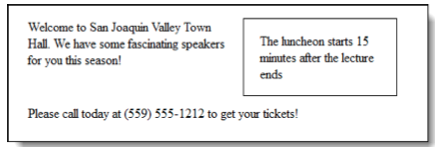 Welcome to San Joaquin Valley Town
Hall. We have some fascinating speakers
for you this season!
The luncheon starts 15
minutes after the lecture
ends
Please call today at (559) 555-1212 to get your tickets!